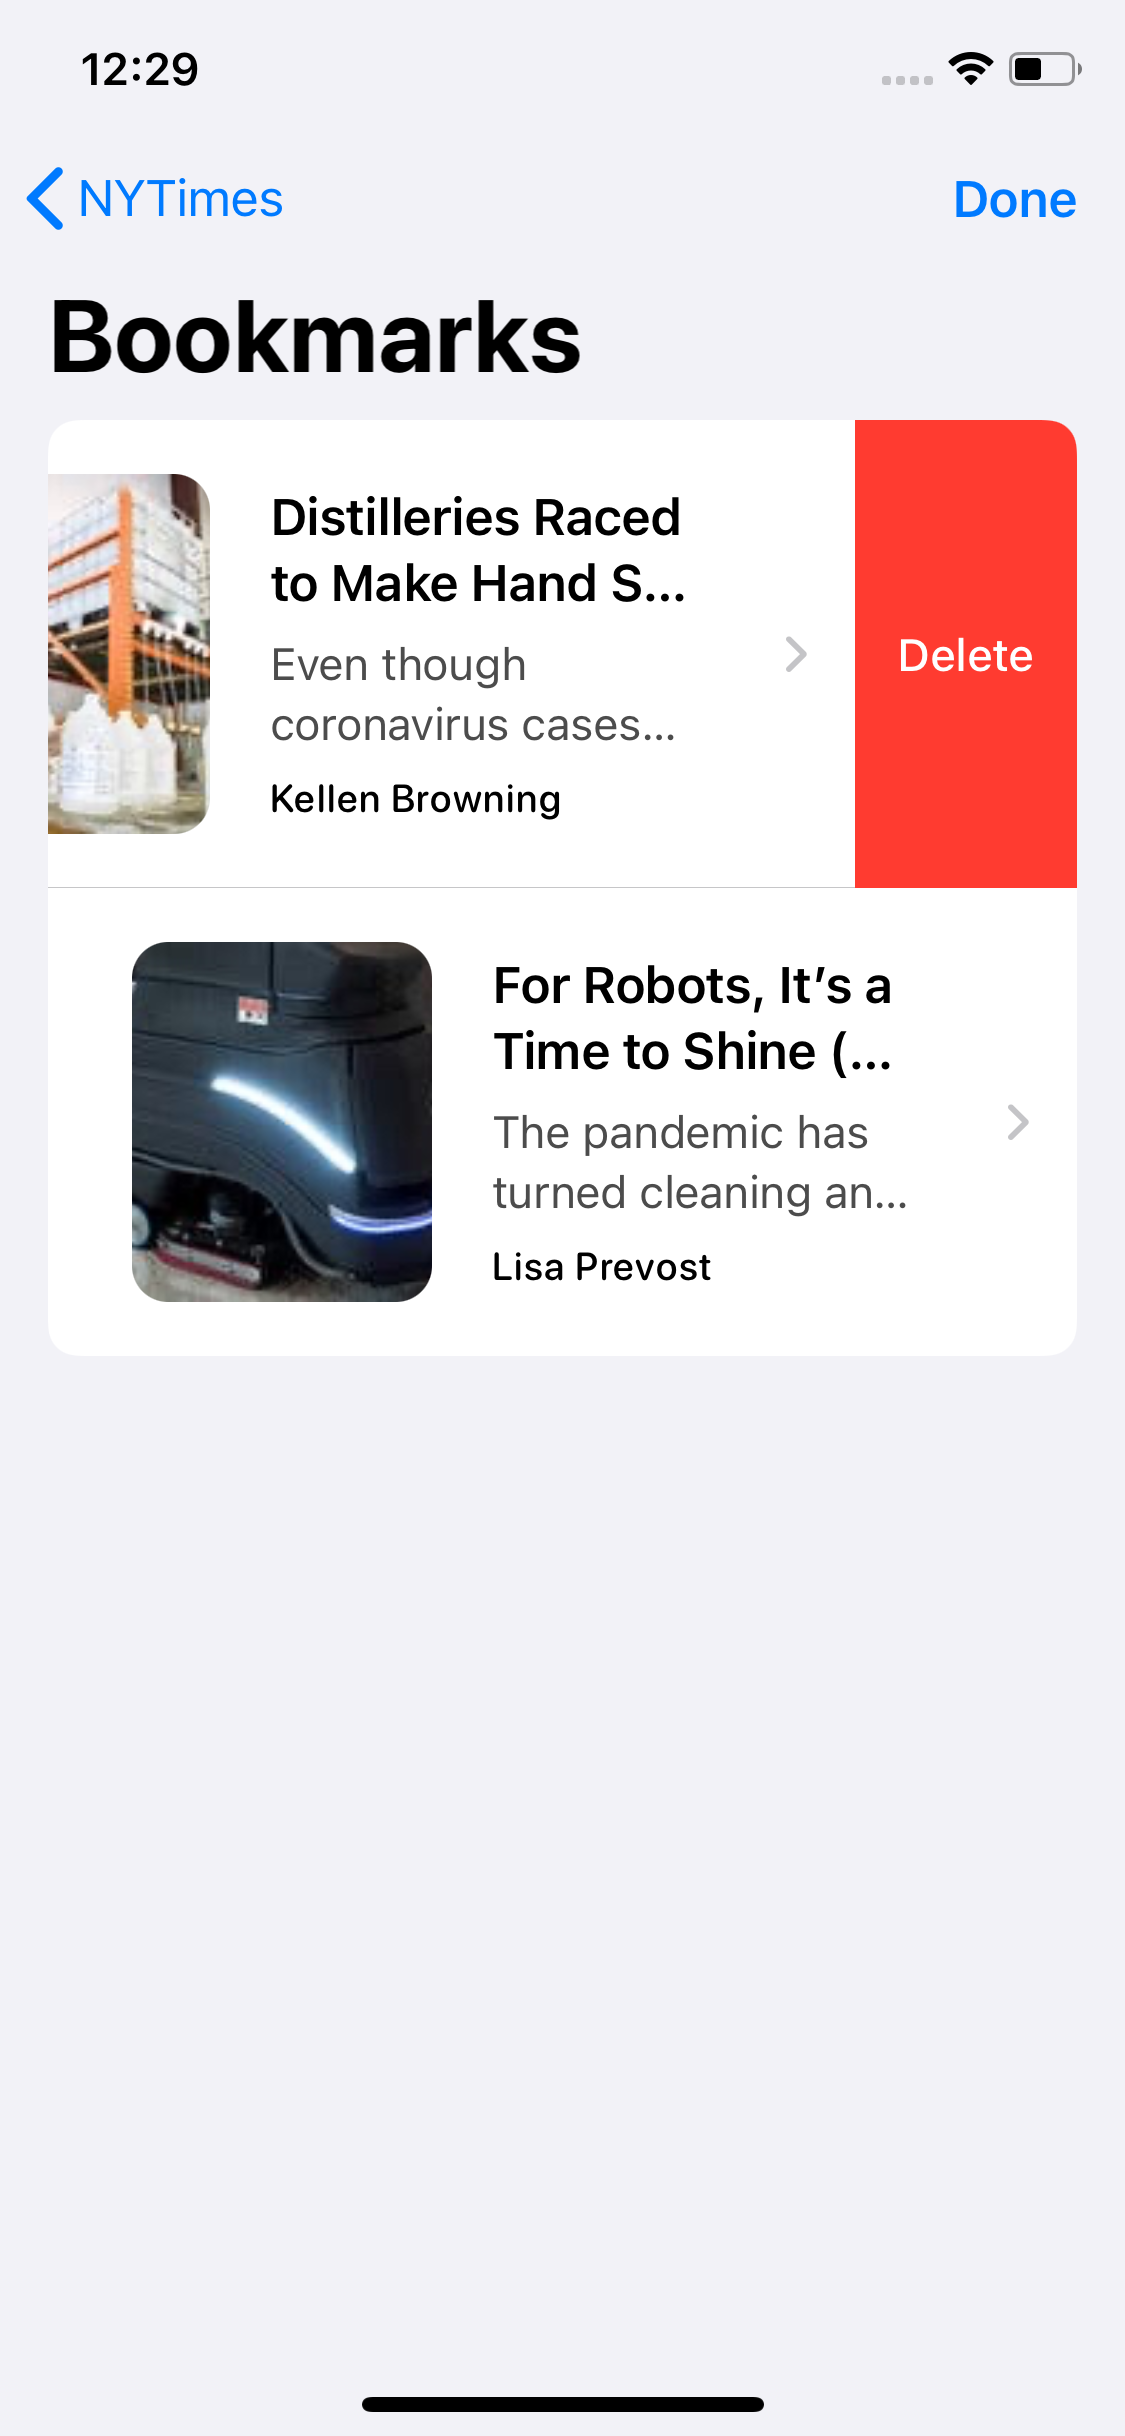 12:29
NYTimes
Done
Bookmarks
Distilleries Raced
to Make Hand S...
Even though
coronavirus cases...
Kellen Browning
Delete
For Robots, It’s a
Time to Shine (...
The pandemic has
turned cleaning an...
Lisa Prevost